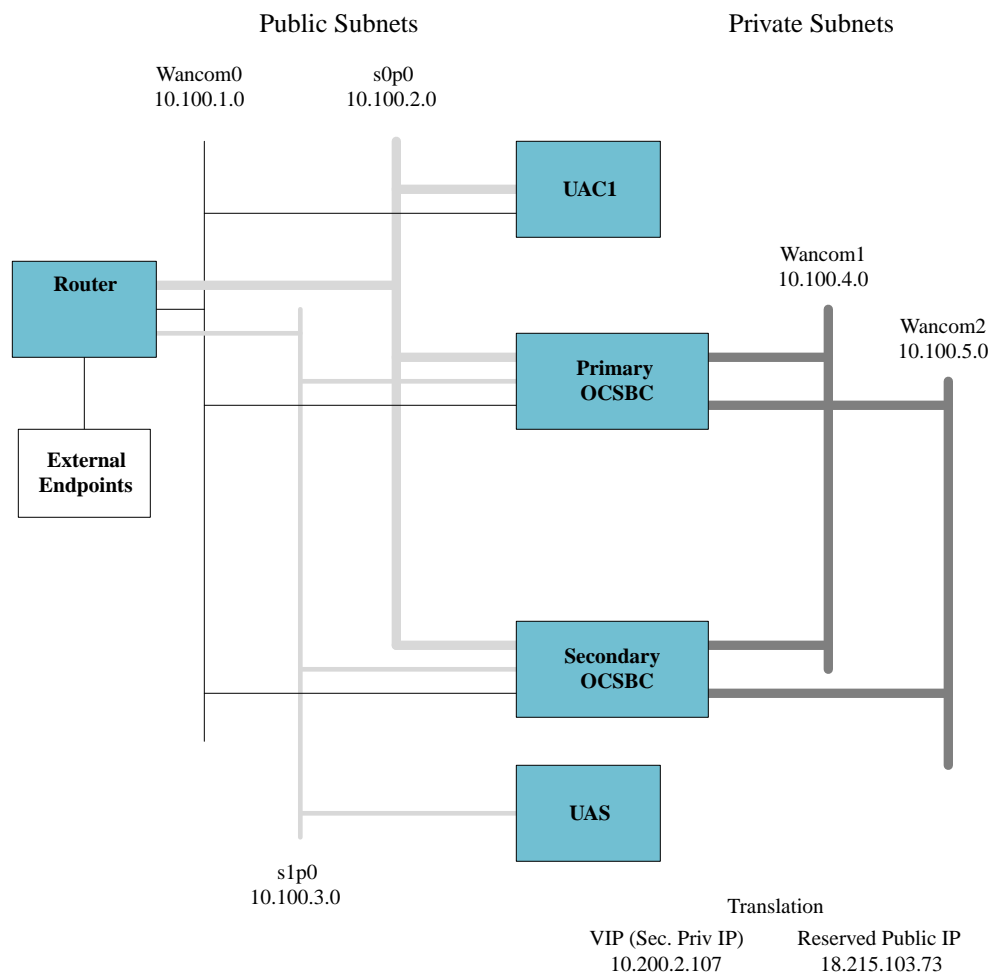 Public Subnets
Private Subnets
Wancom0
10.100.1.0
s0p0
10.100.2.0
UAC1
Router
Wancom1
10.100.4.0
Wancom2
10.100.5.0
Primary
OCSBC
External
Endpoints
Secondary
OCSBC
UAS
s1p0
10.100.3.0
Translation
VIP (Sec. Priv IP)
10.200.2.107
Reserved Public IP
18.215.103.73